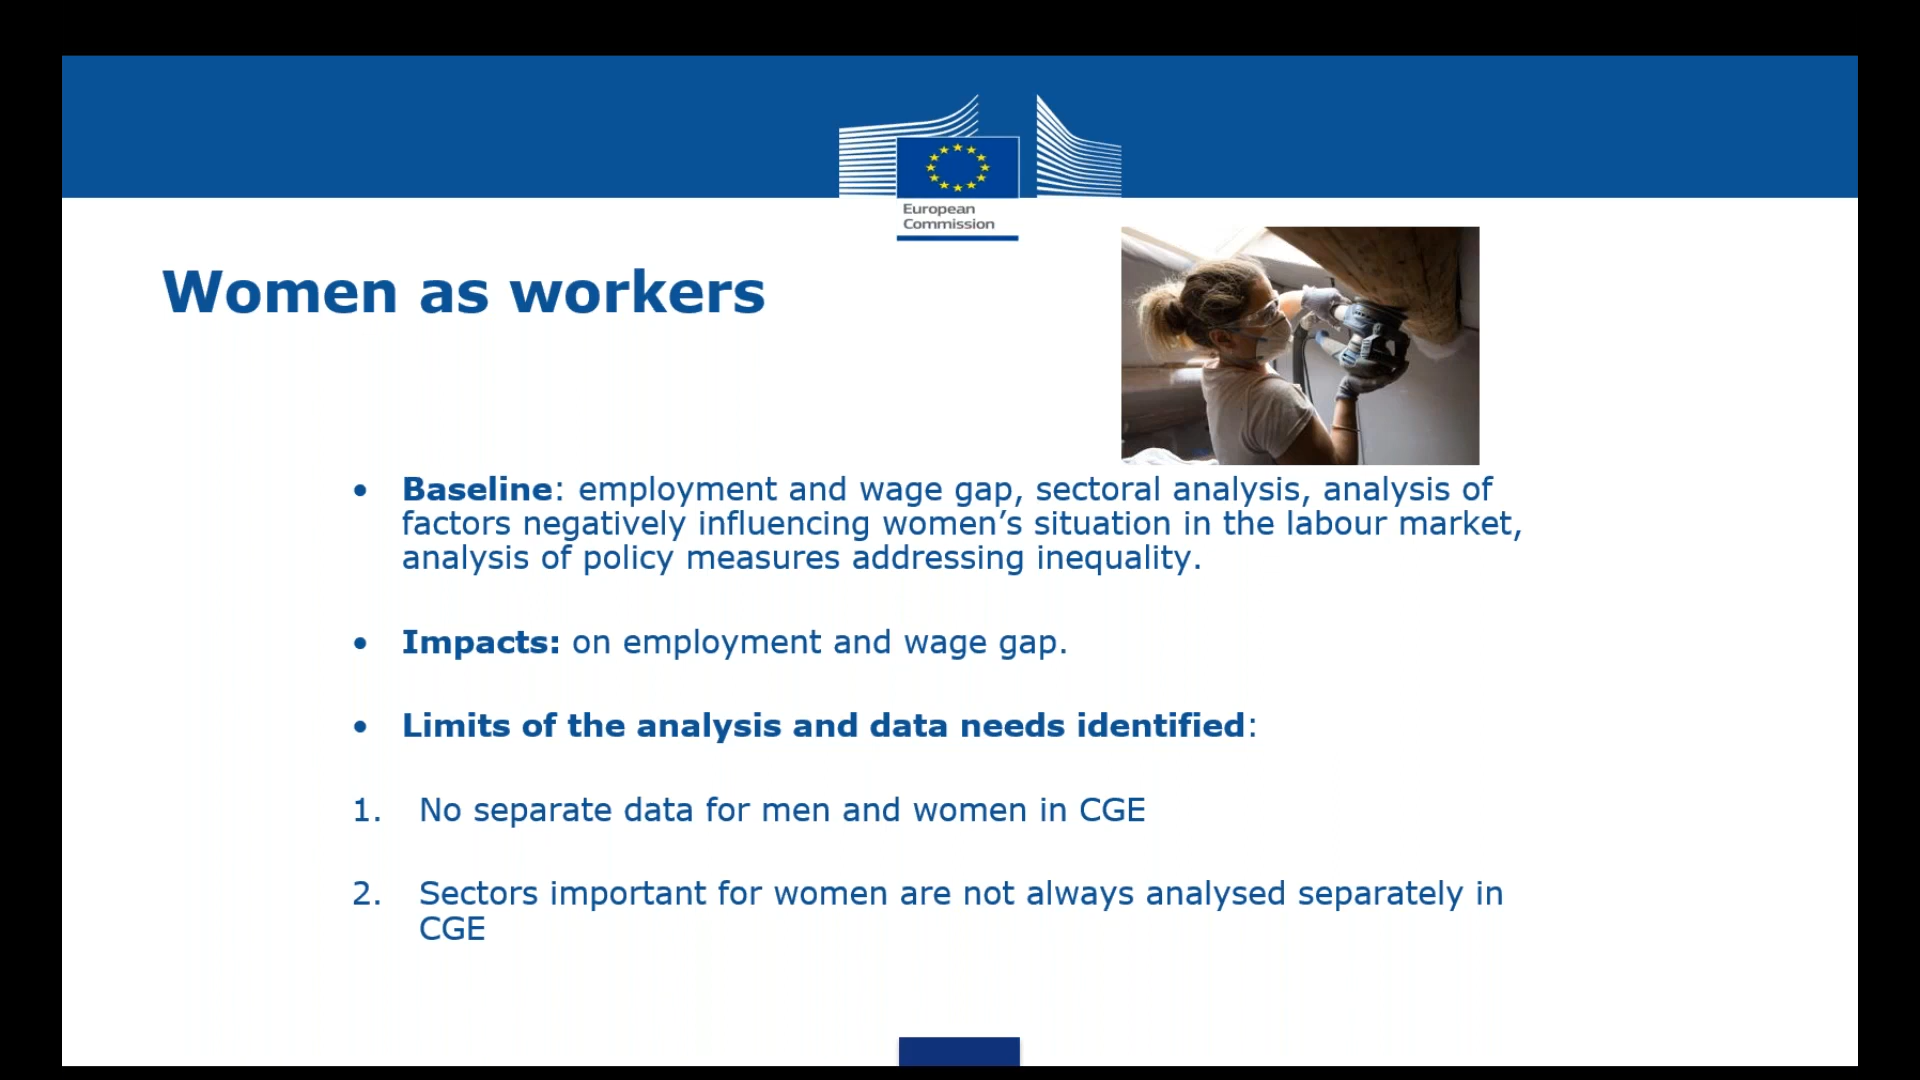 European
Commission
Women as workers
• Baseline: employment and wage gap, sectoral analysis, analysis of
factors negatively influencing women’s situation in the labour market,
analysis of policy measures addressing inequality.
• Impacts: on employment and wage gap.
• Limits of the analysis and data needs identified:
1. No separate data for men and women in CGE
2. Sectors important for women are not always analysed separately in
CGE